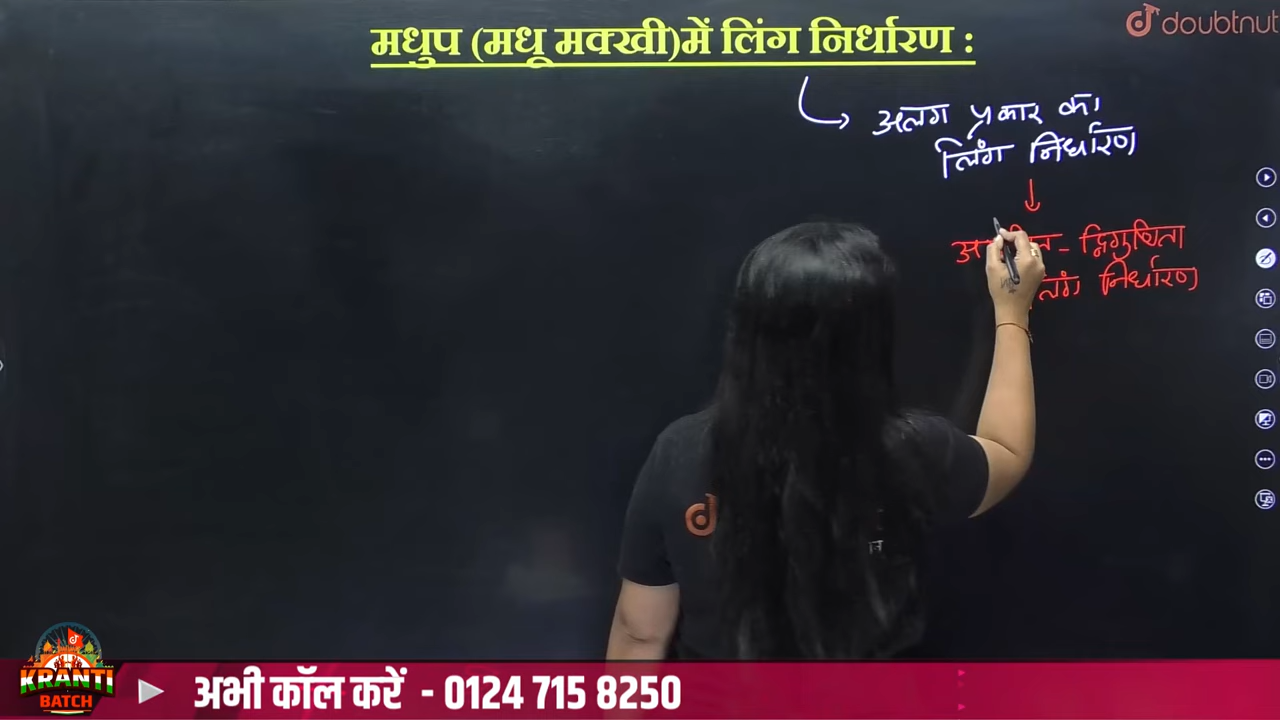 doubtnut
मधुप (मधू मक्खी)में लिंग निर्धारण :
अलग प्रकार का
लिंग निर्धारण
द्विगुणिता
निर्धारण
KRANTI
BATCH
अभी कॉल करें - 0124 715 8250